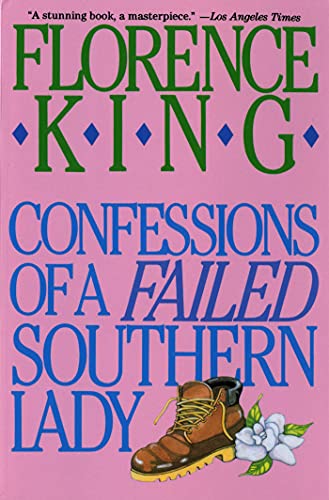 "A stunning book, a masterpiece." —Los Angeles Times
FLORENCE
K♦I♦N♦G
CONFESSIONS
OF A FAILED
SOUTHERN
LADY